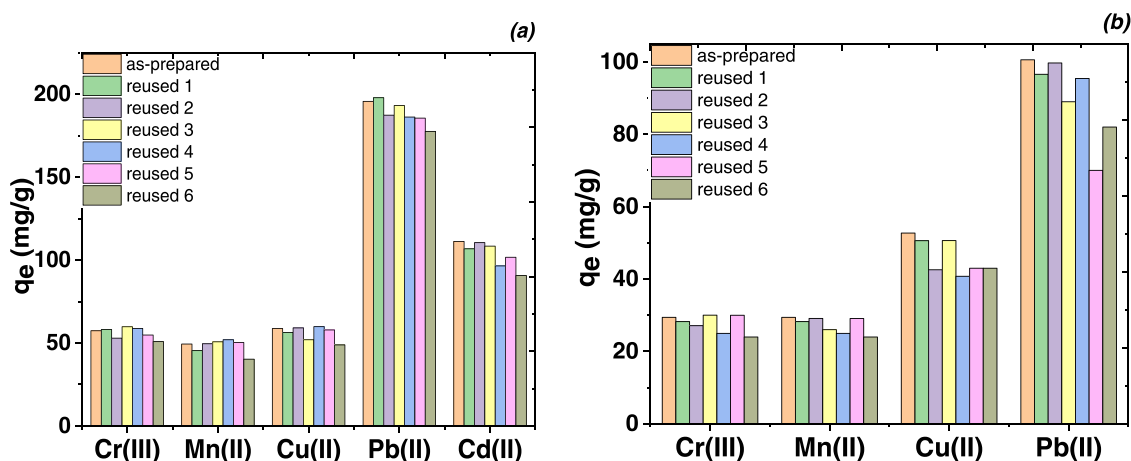 (a)
as-prepared
reused 1
reused 2
reused 3
reused 4
reused 5
reused 6
200
150
100
50
0
qe (mg/g)
Cr(III) Mn(II) Cu(II) Pb(II) Cd(II)
(b)
as-prepared
reused 1
reused 2
reused 3
reused 4
reused 5
reused 6
100
80
60
40
20
0
qe (mg/g)
Cr(III) Mn(II) Cu(II) Pb(II)